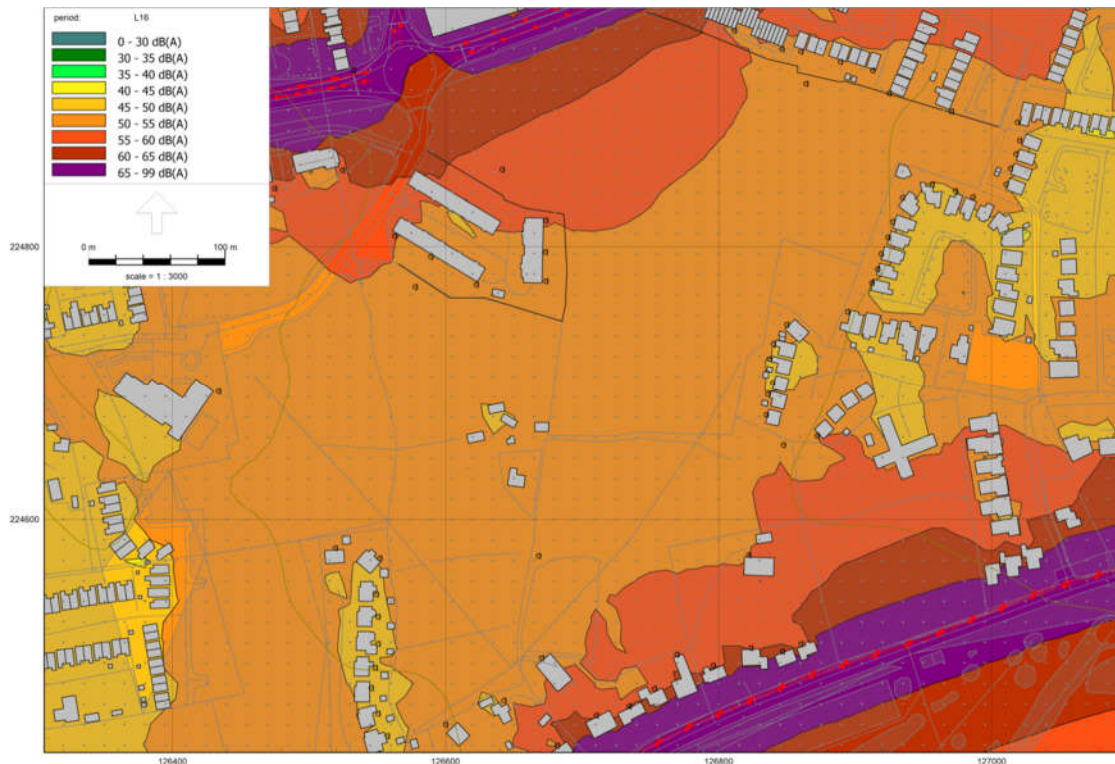 period: L16
0 - 30 dB(A)
30 - 35 dB(A)
35 - 40 dB(A)
40 - 45 dB(A)
45 - 50 dB(A)
50 - 55 dB(A)
55 - 60 dB(A)
60 - 65 dB(A)
65 - 99 dB(A)
0 m 100 m
scale = 1 : 3000
224800
224600
126400 126600 126800 127000